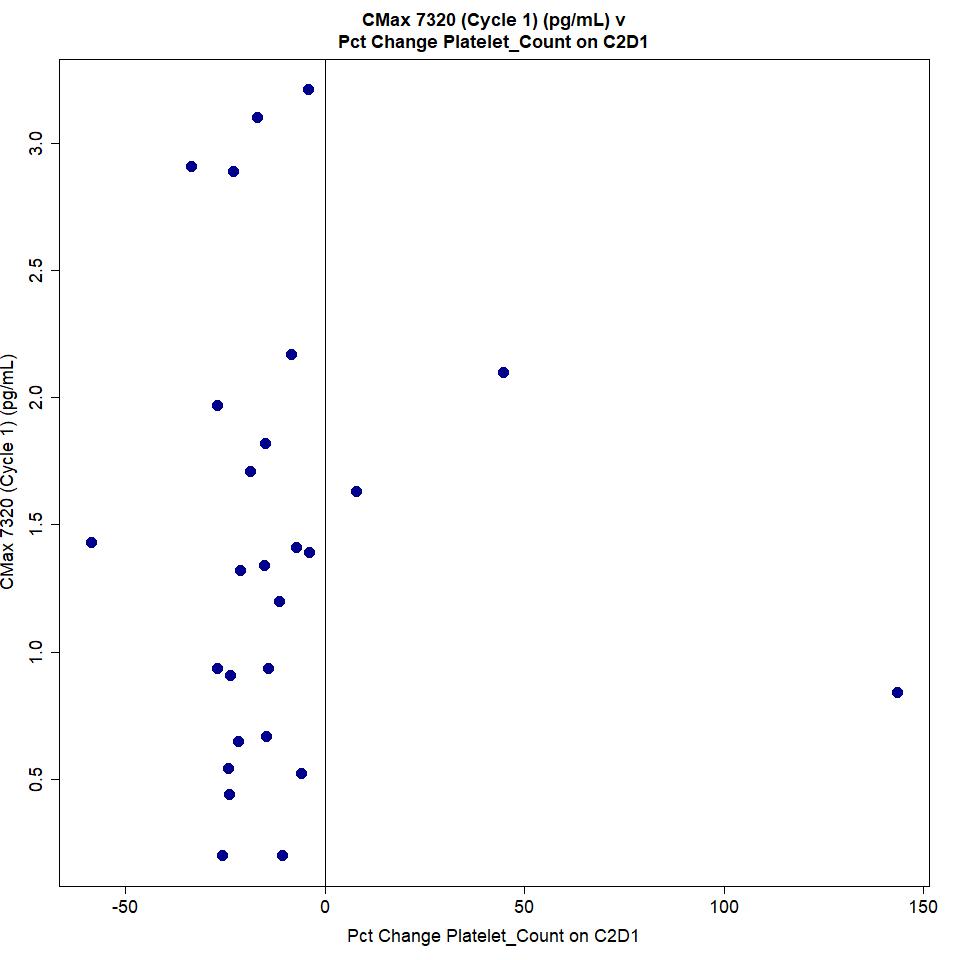 CMax 7320 (Cycle 1) (pg/mL) v
Pct Change Platelet_Count on C2D1
CMax 7320 (Cycle 1) (pg/mL)
3.0
2.5
2.0
1.5
1.0
0.5
-50
0
50
100
150
Pct Change Platelet_Count on C2D1